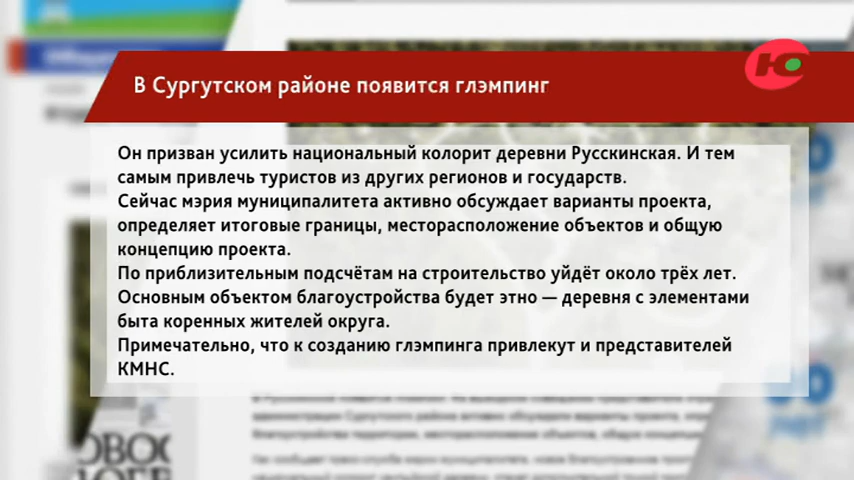 В Сургутском районе появится глэмпинг
Ю
Он призван усилить национальный колорит деревни Русскинская. И тем
самым привлечь туристов из других регионов и государств.
Сейчас мэрия муниципалитета активно обсуждает варианты проекта,
определяет итоговые границы, месторасположение объектов и общую
концепцию проекта.
По приблизительным подсчётам на строительство уйдёт около трёх лет.
Основным объектом благоустройства будет этно — деревня с элементами
быта коренных жителей округа.
Примечательно, что к созданию глэмпинга привлекут и представителей
КМНС.